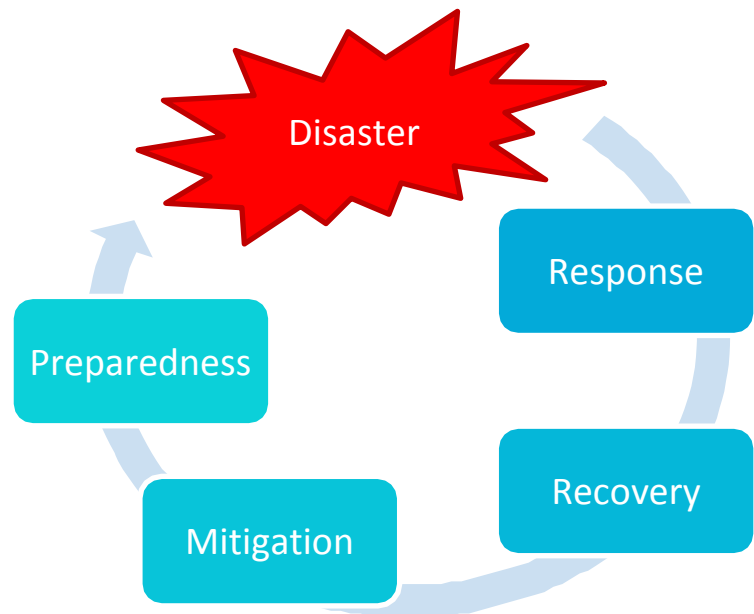 Disaster
Response
Recovery
Mitigation
Preparedness